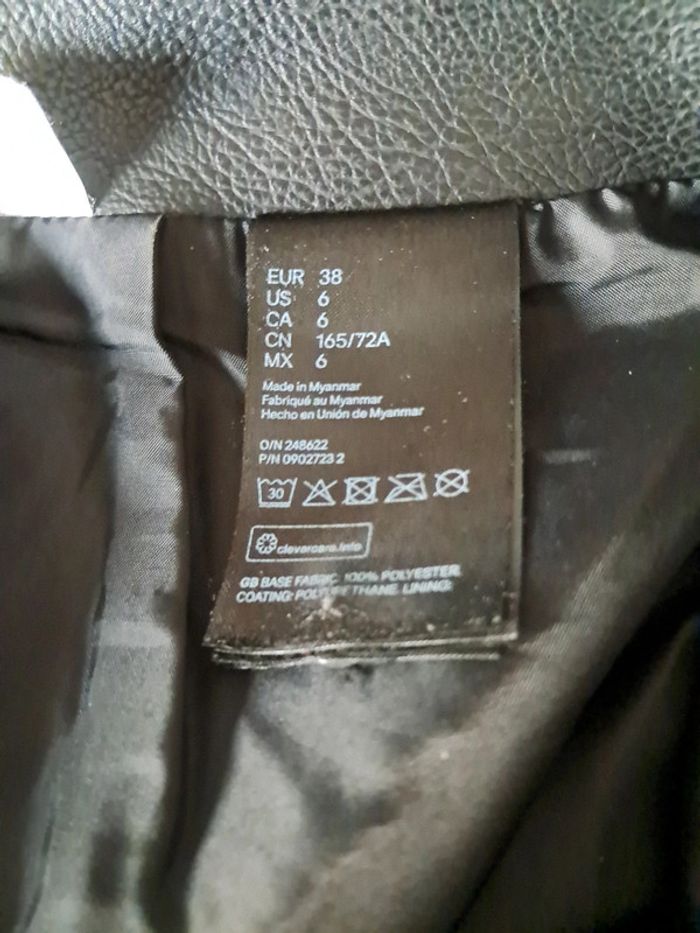 EUR 38
US 6
CA 6
CN 165/72A
MX 6
Made in Myanmar
Fabriqué au Myanmar
Hecho en Unión de Myanmar
O/N 248622
P/N 0902723 2
30
clevercare.info
GB BASE FABRIC: 100% POLYESTER
COATING: POLYURETHANE. LINING: